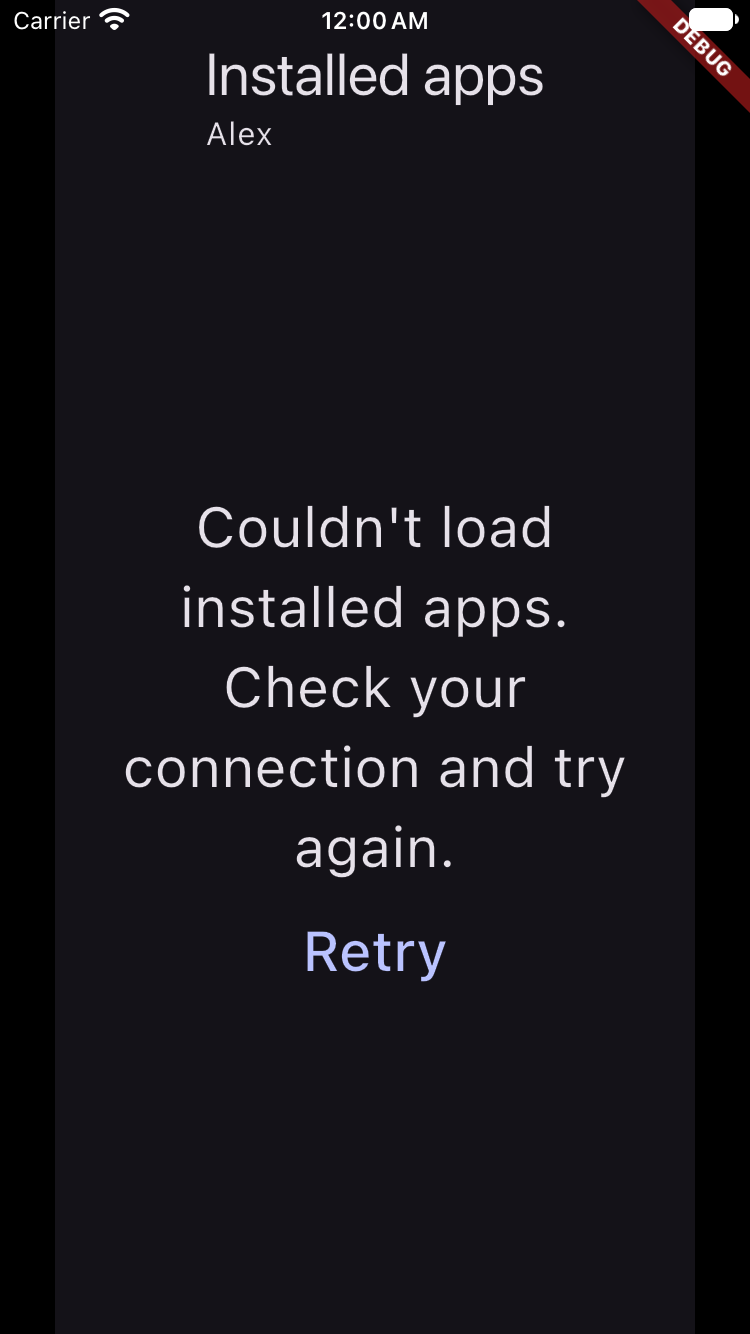 Carrier 12:00 AM
DEBUG
Installed apps
Alex
Couldn't load
installed apps.
Check your
connection and try
again.
Retry